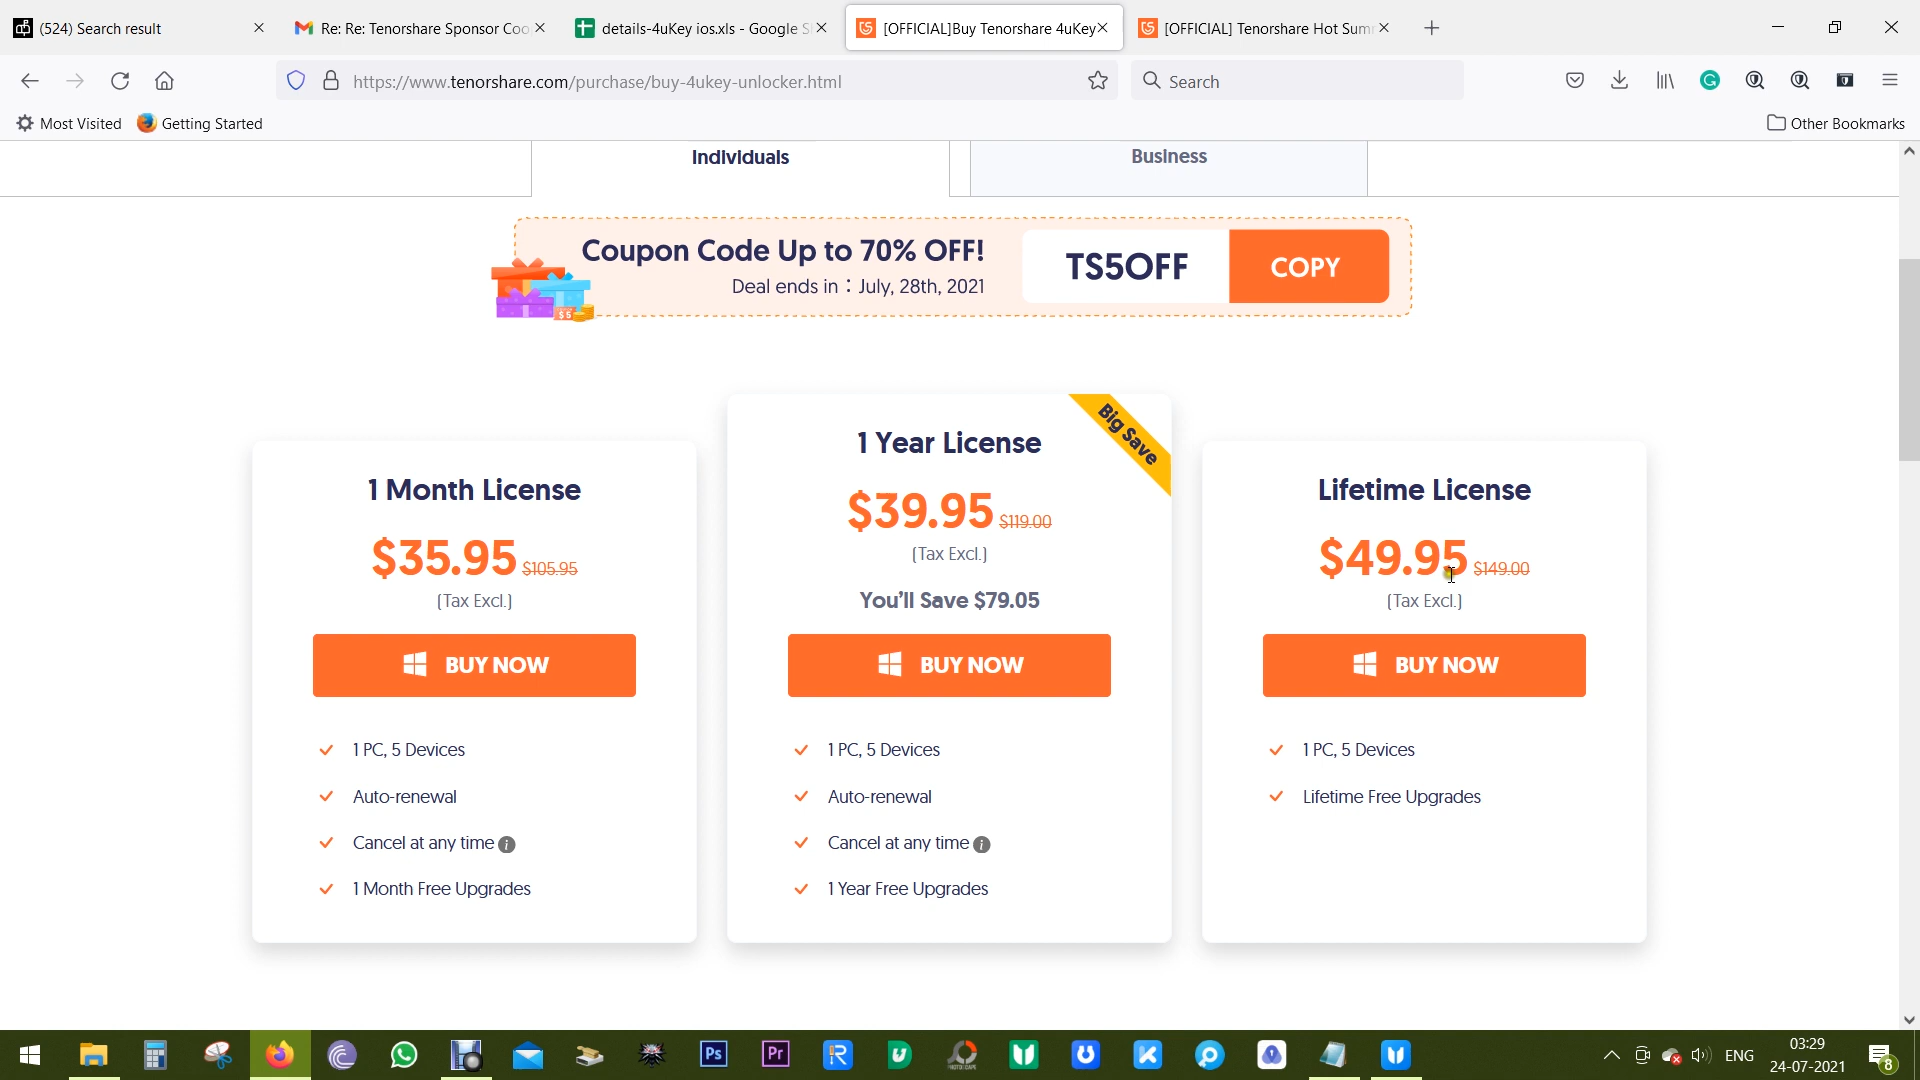 (524) Search result
Re: Re: Tenorshare Sponsor Coo
details-4uKey ios.xls - Google S
[OFFICIAL]Buy Tenorshare 4uKey
[OFFICIAL] Tenorshare Hot Sum
https://www.tenorshare.com/purchase/buy-4ukey-unlocker.html
Search
Most Visited
Getting Started
Other Bookmarks
Individuals
Business
Coupon Code Up to 70% OFF!
Deal ends in：July, 28th, 2021
TS5OFF
COPY
$5
Big Save
1 Month License
$35.95 $105.95
(Tax Excl.)
BUY NOW
1 PC, 5 Devices
Auto-renewal
Cancel at any time
1 Month Free Upgrades
1 Year License
$39.95 $119.00
(Tax Excl.)
You’ll Save $79.05
BUY NOW
1 PC, 5 Devices
Auto-renewal
Cancel at any time
1 Year Free Upgrades
Lifetime License
$49.95 $149.00
(Tax Excl.)
BUY NOW
1 PC, 5 Devices
Lifetime Free Upgrades
Ps
Pr
ENG
03:29
24-07-2021
8